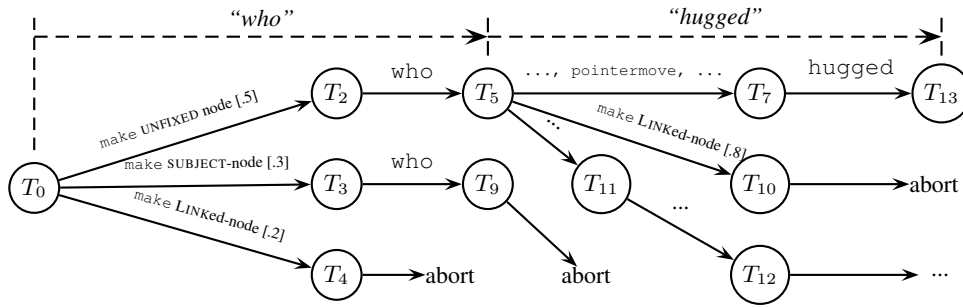 “who” “hugged”
who ..., pointermove, ... hugged
T2 T5 T7 T13
make UNFIXED node [.5]
...
make LINKed-node [.8]
make SUBJECT-node [.3] who
T0 T3 T9 T11 T10 abort
make LINKed-node [.2]
...
T4 abort abort T12 ...